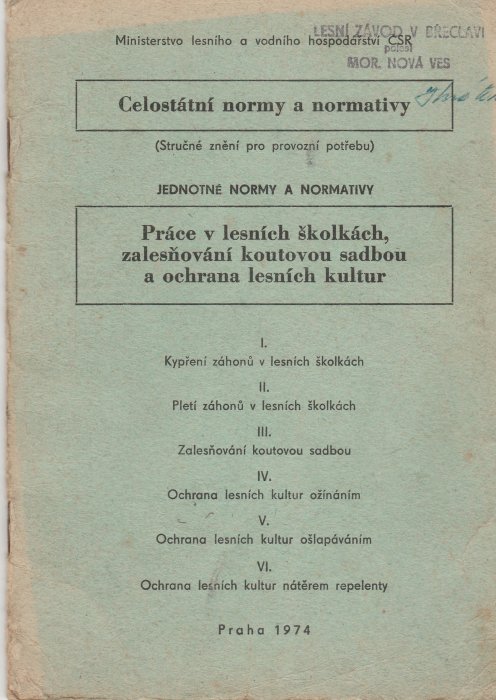 Ministerstvo lesního a vodního hospodářství ČSR
LESNÍ ZÁVOD V BŘECLAVI
polesí
MOR. NOVÁ VES
Celostátní normy a normativy
(Stručné znění pro provozní potřebu)
JEDNOTNÉ NORMY A NORMATIVY
Práce v lesních školkách,
zalesňování koutovou sadbou
a ochrana lesních kultur
I.
Kypření záhonů v lesních školkách
II.
Pletí záhonů v lesních školkách
III.
Zalesňování koutovou sadbou
IV.
Ochrana lesních kultur ožínáním
V.
Ochrana lesních kultur ošlapáváním
VI.
Ochrana lesních kultur nátěrem repelenty
Praha 1974